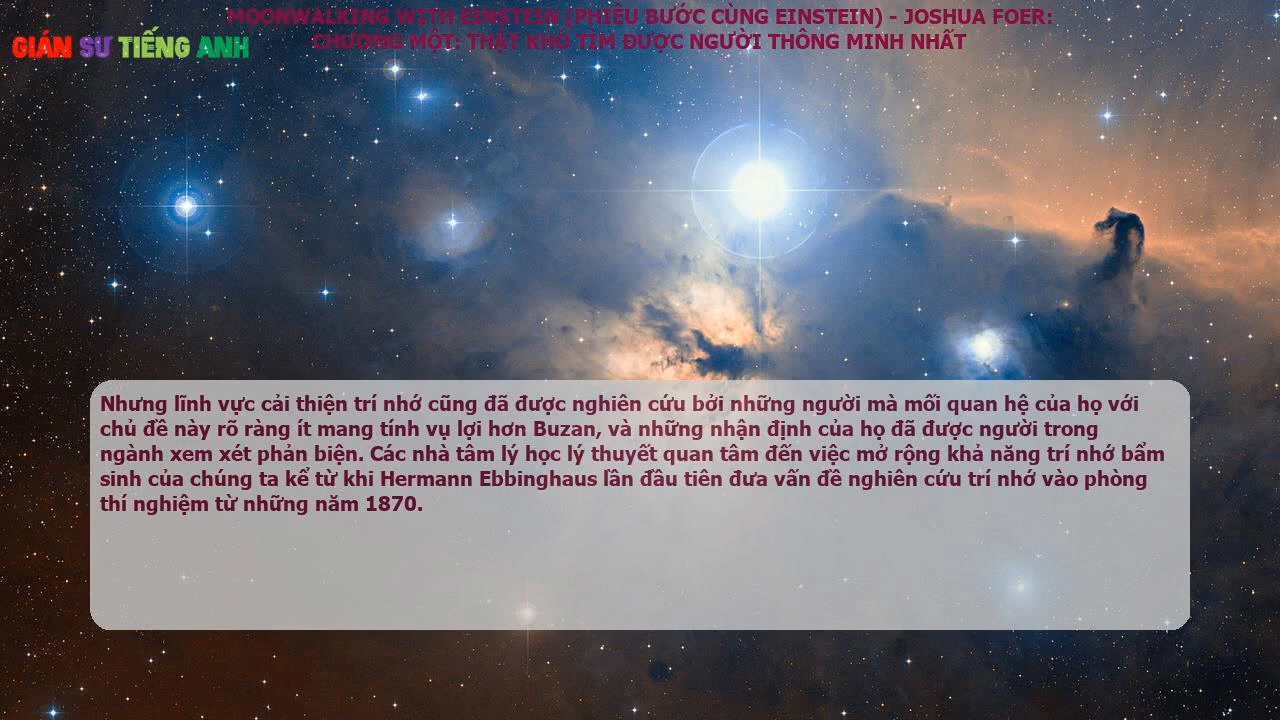 MOONWALKING WITH EINSTEIN (PHIÊU BƯỚC CÙNG EINSTEIN) - JOSHUA FOER:
CHƯƠNG MỘT: THẬT KHÓ TÌM ĐƯỢC NGƯỜI THÔNG MINH NHẤT
GIÁN SƯ TIẾNG ANH
Nhưng lĩnh vực cải thiện trí nhớ cũng đã được nghiên cứu bởi những người mà mối quan hệ của họ với
chủ đề này rõ ràng ít mang tính vụ lợi hơn Buzan, và những nhận định của họ đã được người trong
ngành xem xét phản biện. Các nhà tâm lý học lý thuyết quan tâm đến việc mở rộng khả năng trí nhớ bẩm
sinh của chúng ta kể từ khi Hermann Ebbinghaus lần đầu tiên đưa vấn đề nghiên cứu trí nhớ vào phòng
thí nghiệm từ những năm 1870.